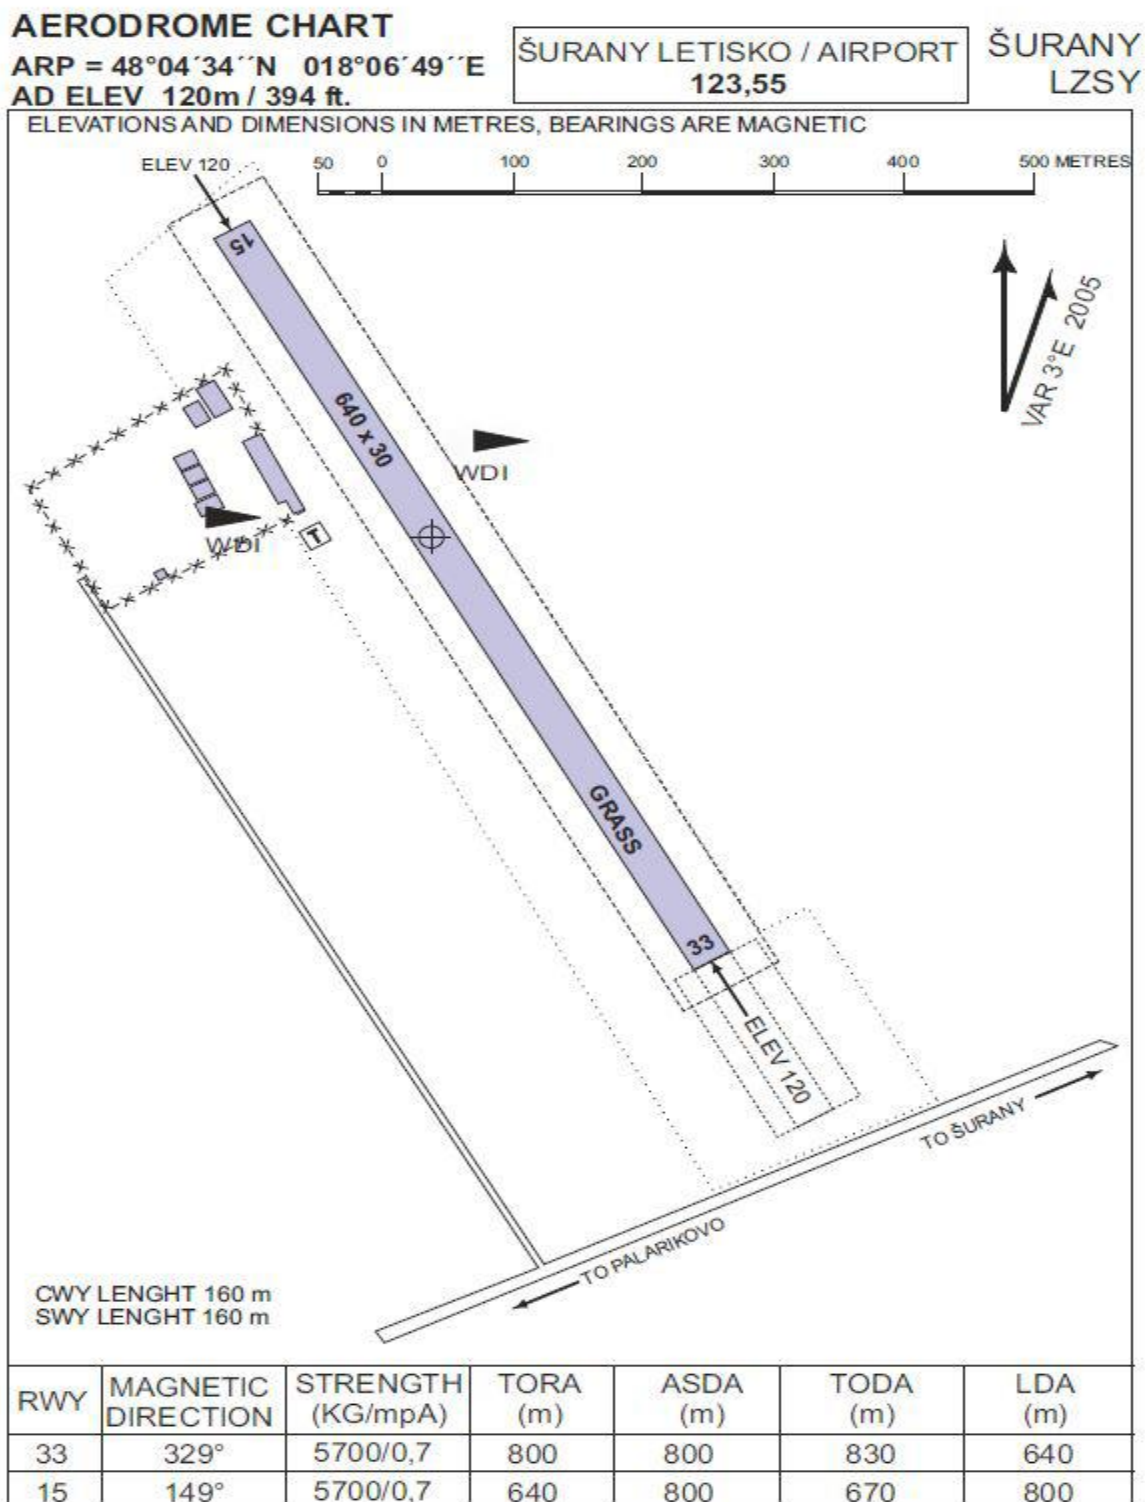 AERODROME CHART
ARP = 48°04´34´´N 018°06´49´´E
AD ELEV 120m / 394 ft.
ŠURANY LETISKO / AIRPORT
123,55
ŠURANY
LZSY
ELEVATIONS AND DIMENSIONS IN METRES, BEARINGS ARE MAGNETIC
ELEV 120
50 0 100 200 300 400 500 METRES
15
VAR 3°E 2005
640 x 30
WDI
WDI
T
GRASS
33
ELEV 120
TO ŠURANY
TO PALARIKOVO
CWY LENGHT 160 m
SWY LENGHT 160 m
RWY MAGNETIC DIRECTION STRENGTH (KG/mpA) TORA (m) ASDA (m) TODA (m) LDA (m)
33 329° 5700/0,7 800 800 830 640
15 149° 5700/0,7 640 800 670 800